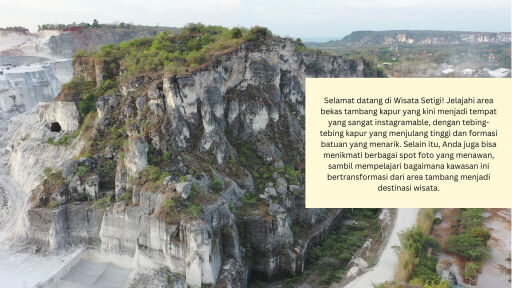 Selamat datang di Wisata Setigi! Jelajahi area
bekas tambang kapur yang kini menjadi tempat
yang sangat instagramable, dengan tebing-
tebing kapur yang menjulang tinggi dan formasi
batuan yang menarik. Selain itu, Anda juga bisa
menikmati berbagai spot foto yang menawan,
sambil mempelajari bagaimana kawasan ini
bertransformasi dari area tambang menjadi
destinasi wisata.